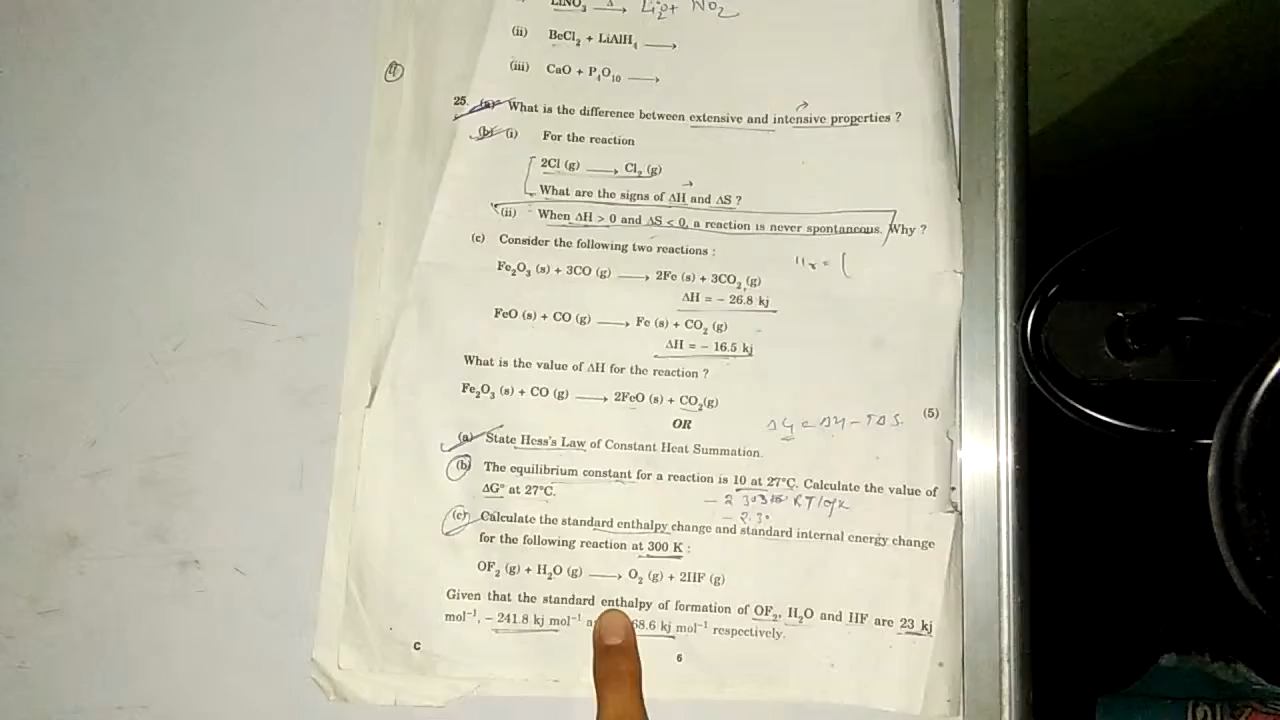 LiNO₃ —Δ→ Li₂O + NO₂
(ii) BeCl₂ + LiAlH₄ ⟶
(iii) CaO + P₄O₁₀ ⟶
25. (a) What is the difference between extensive and intensive properties ?
(b) (i) For the reaction
2Cl (g) ⟶ Cl₂ (g)
What are the signs of ΔH and ΔS ?
(ii) When ΔH > 0 and ΔS < 0, a reaction is never spontaneous. Why ?
(c) Consider the following two reactions :
Fe₂O₃ (s) + 3CO (g) ⟶ 2Fe (s) + 3CO₂ (g)
ΔH = – 26.8 kj
FeO (s) + CO (g) ⟶ Fe (s) + CO₂ (g)
ΔH = – 16.5 kj
What is the value of ΔH for the reaction ?
Fe₂O₃ (s) + CO (g) ⟶ 2FeO (s) + CO₂(g)
(5)
OR
ΔG = ΔH – TΔS.
(a) State Hess's Law of Constant Heat Summation.
(b) The equilibrium constant for a reaction is 10 at 27°C. Calculate the value of
ΔG° at 27°C.
– 2.303 RT log K
– 2.30
(c) Calculate the standard enthalpy change and standard internal energy change
for the following reaction at 300 K :
OF₂ (g) + H₂O (g) ⟶ O₂ (g) + 2HF (g)
Given that the standard enthalpy of formation of OF₂, H₂O and HF are 23 kj
mol⁻¹, – 241.8 kj mol⁻¹ 68.6 kj mol⁻¹ respectively.
C
6